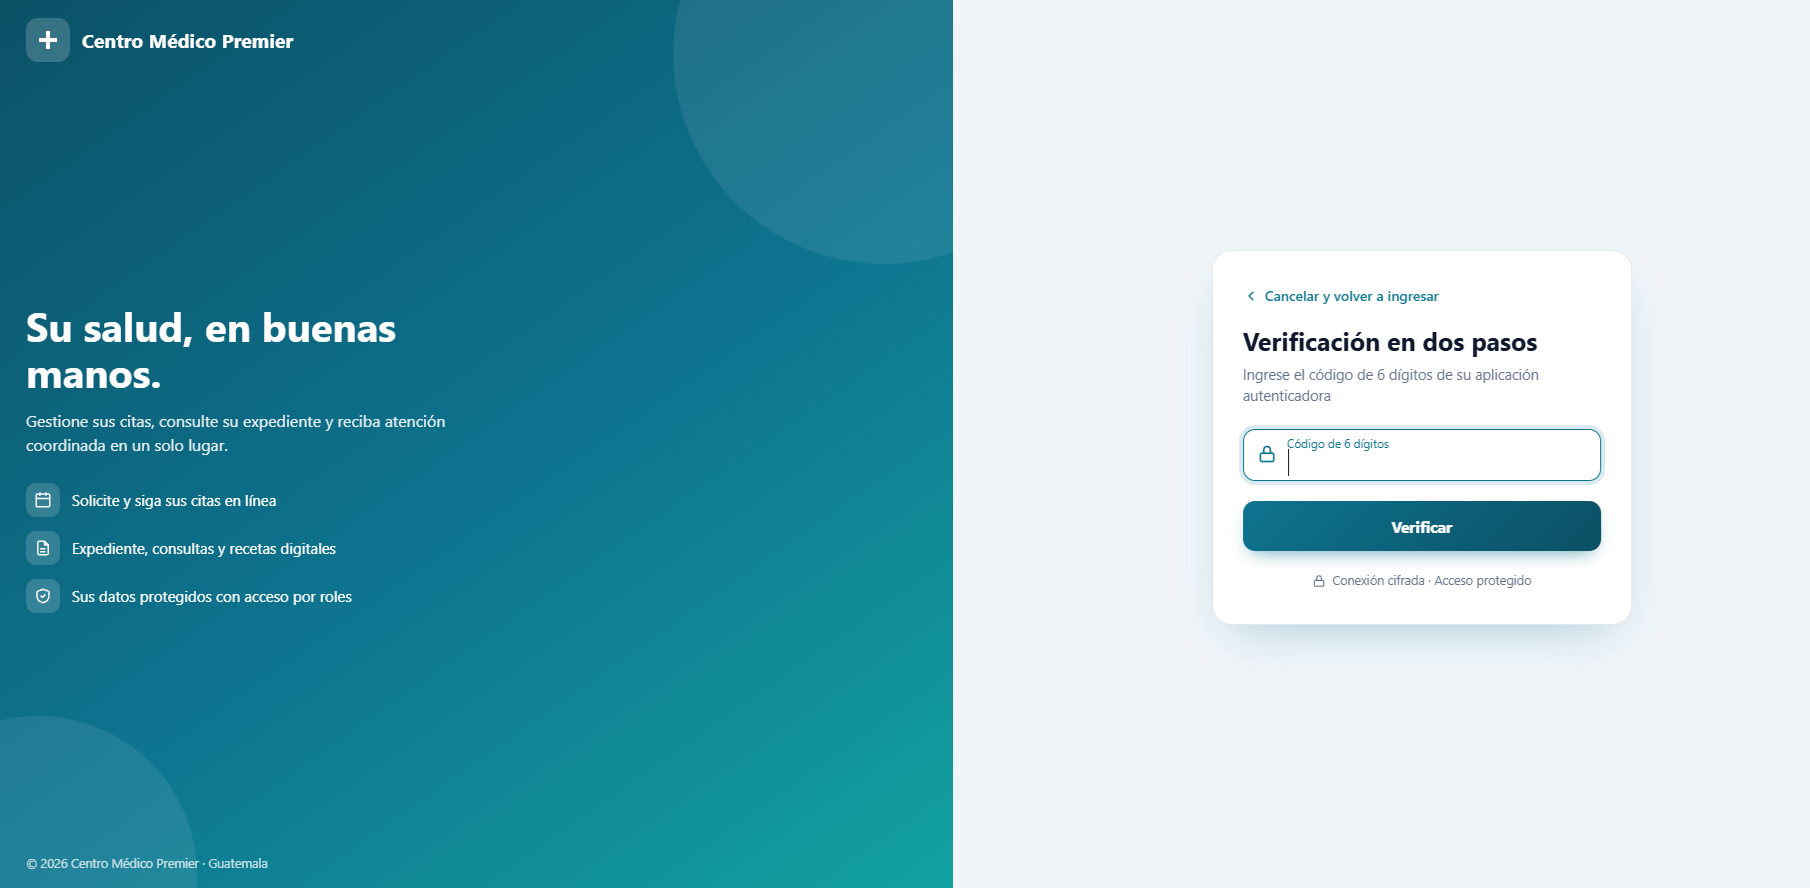 Centro Médico Premier
Su salud, en buenas
manos.
Gestione sus citas, consulte su expediente y reciba atención
coordinada en un solo lugar.
Solicite y siga sus citas en línea
Expediente, consultas y recetas digitales
Sus datos protegidos con acceso por roles
© 2026 Centro Médico Premier · Guatemala
Cancelar y volver a ingresar
Verificación en dos pasos
Ingrese el código de 6 dígitos de su aplicación
autenticadora
Código de 6 dígitos
Verificar
Conexión cifrada · Acceso protegido